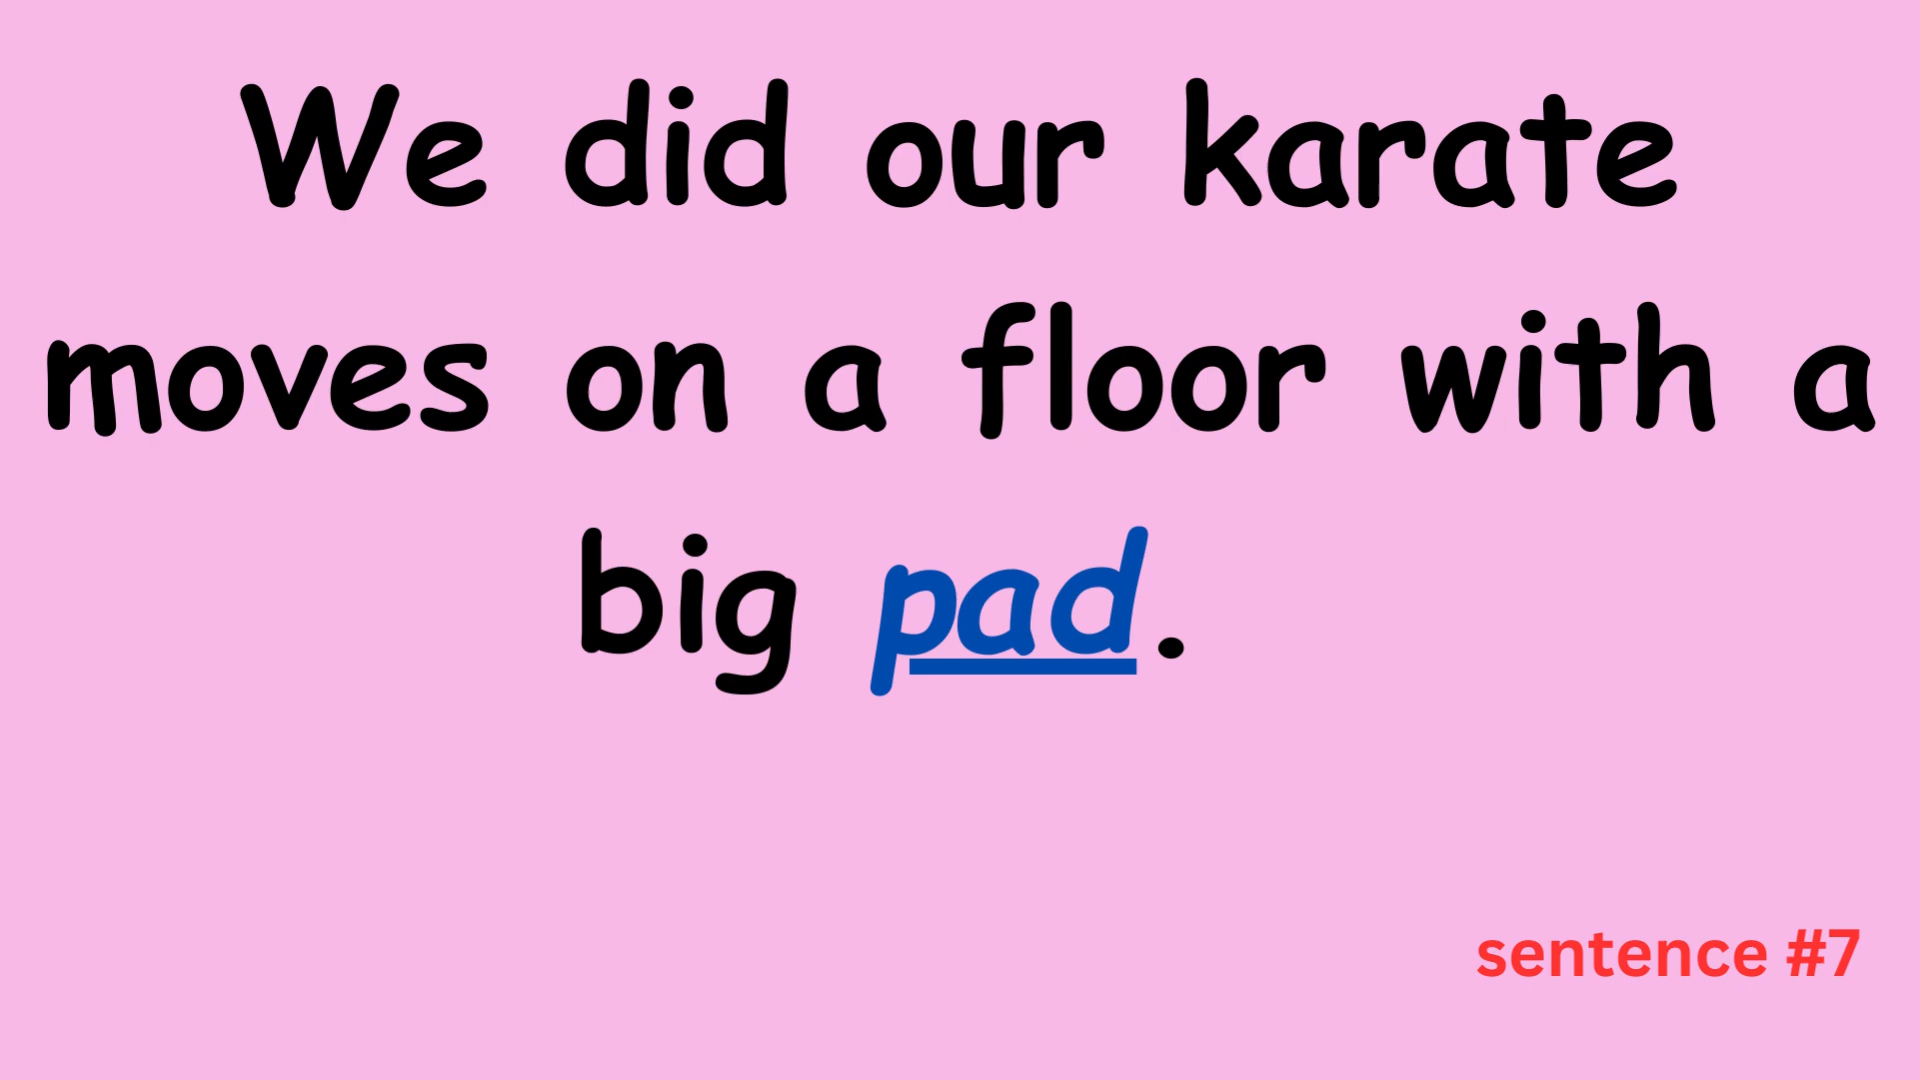 We did our karate
moves on a floor with a
big pad.
sentence #7